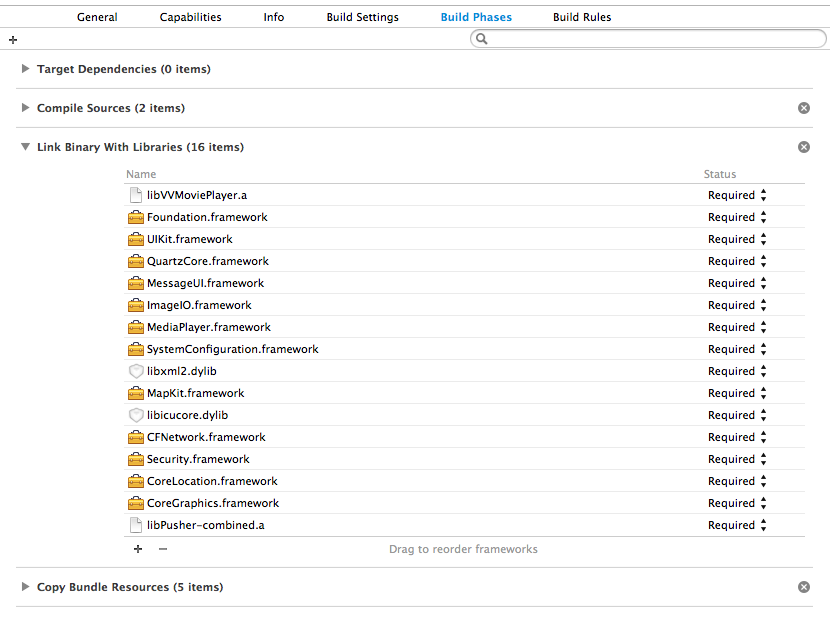 General Capabilities Info Build Settings Build Phases Build Rules
Target Dependencies (0 items)
Compile Sources (2 items)
Link Binary With Libraries (16 items)
Name Status
libVVMoviePlayer.a Required
Foundation.framework Required
UIKit.framework Required
QuartzCore.framework Required
MessageUI.framework Required
ImageIO.framework Required
MediaPlayer.framework Required
SystemConfiguration.framework Required
libxml2.dylib Required
MapKit.framework Required
libicucore.dylib Required
CFNetwork.framework Required
Security.framework Required
CoreLocation.framework Required
CoreGraphics.framework Required
libPusher-combined.a Required
Drag to reorder frameworks
Copy Bundle Resources (5 items)